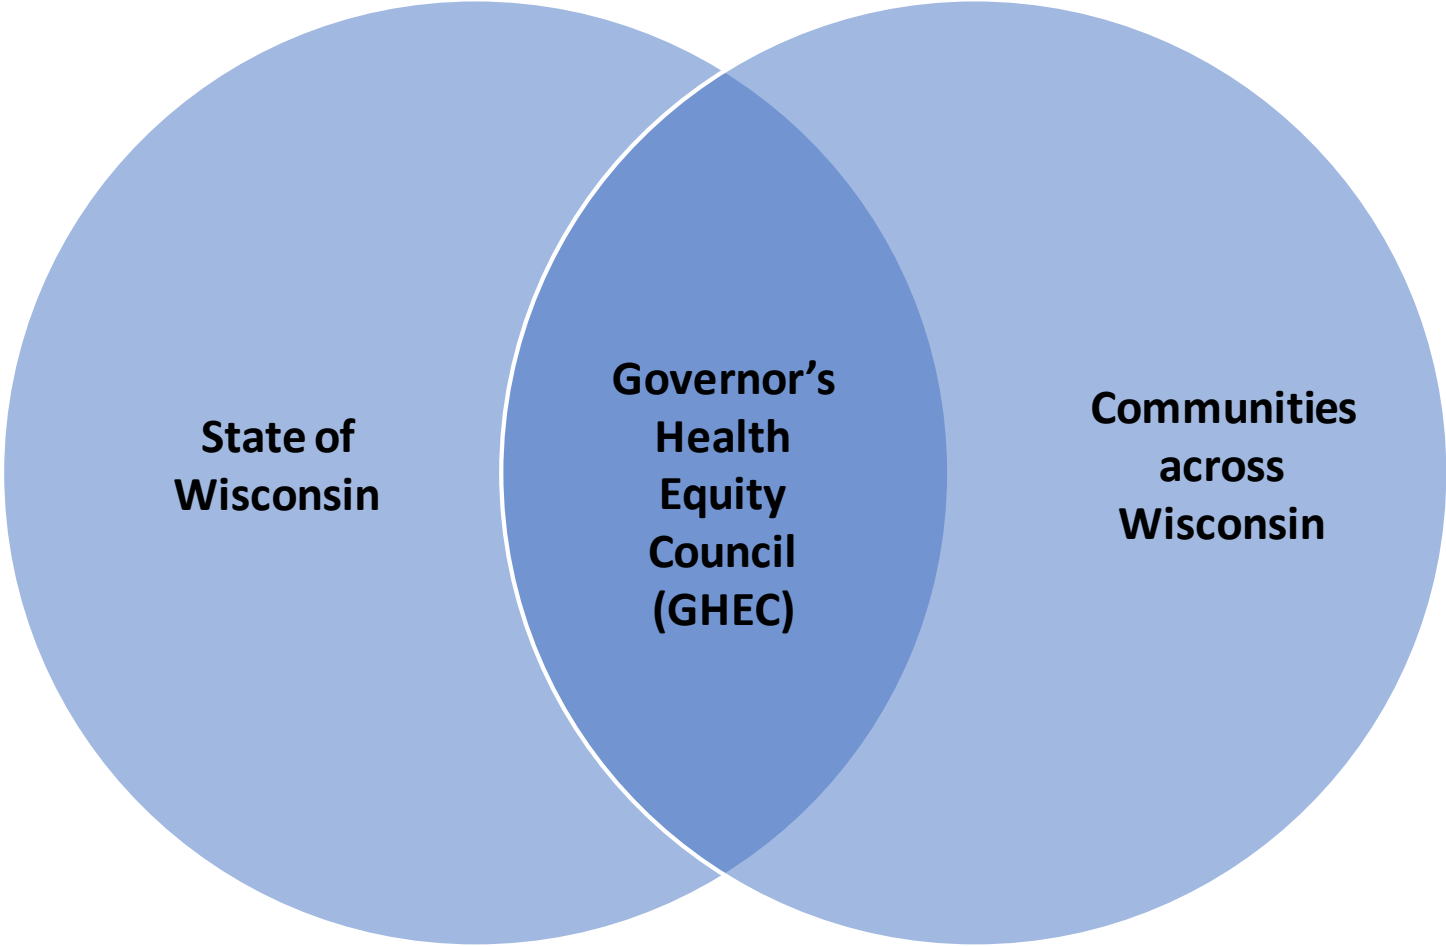 State of
Wisconsin
Governor’s
Health
Equity
Council
(GHEC)
Communities
across
Wisconsin